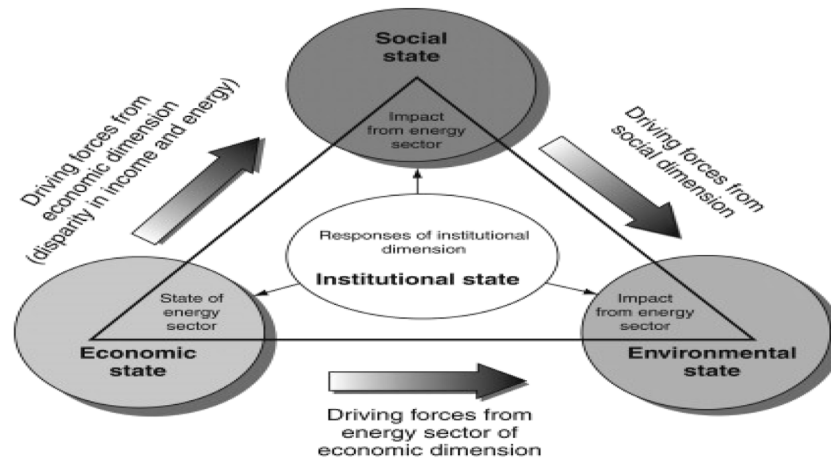 Social
state
Impact
from energy
sector
Driving forces from
economic dimension
(disparity in income and energy)
Driving forces from
social dimension
Responses of institutional
dimension
Institutional state
State of
energy
sector
Economic
state
Impact
from energy
sector
Environmental
state
Driving forces from
energy sector of
economic dimension